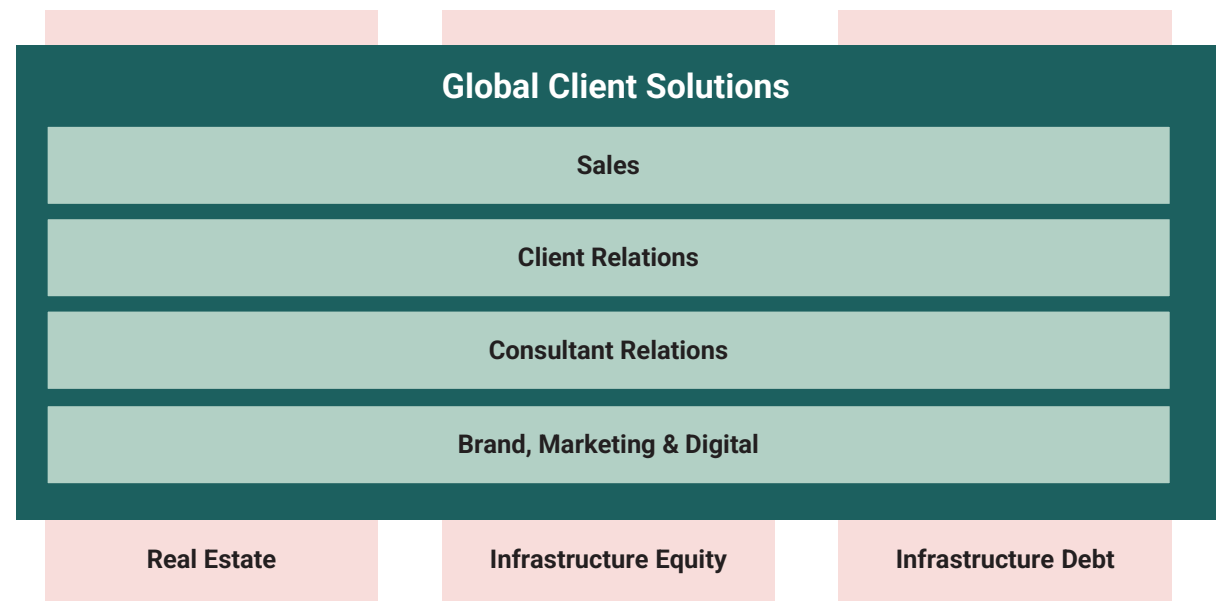 Global Client Solutions
Sales
Client Relations
Consultant Relations
Brand, Marketing & Digital
Real Estate
Infrastructure Equity
Infrastructure Debt